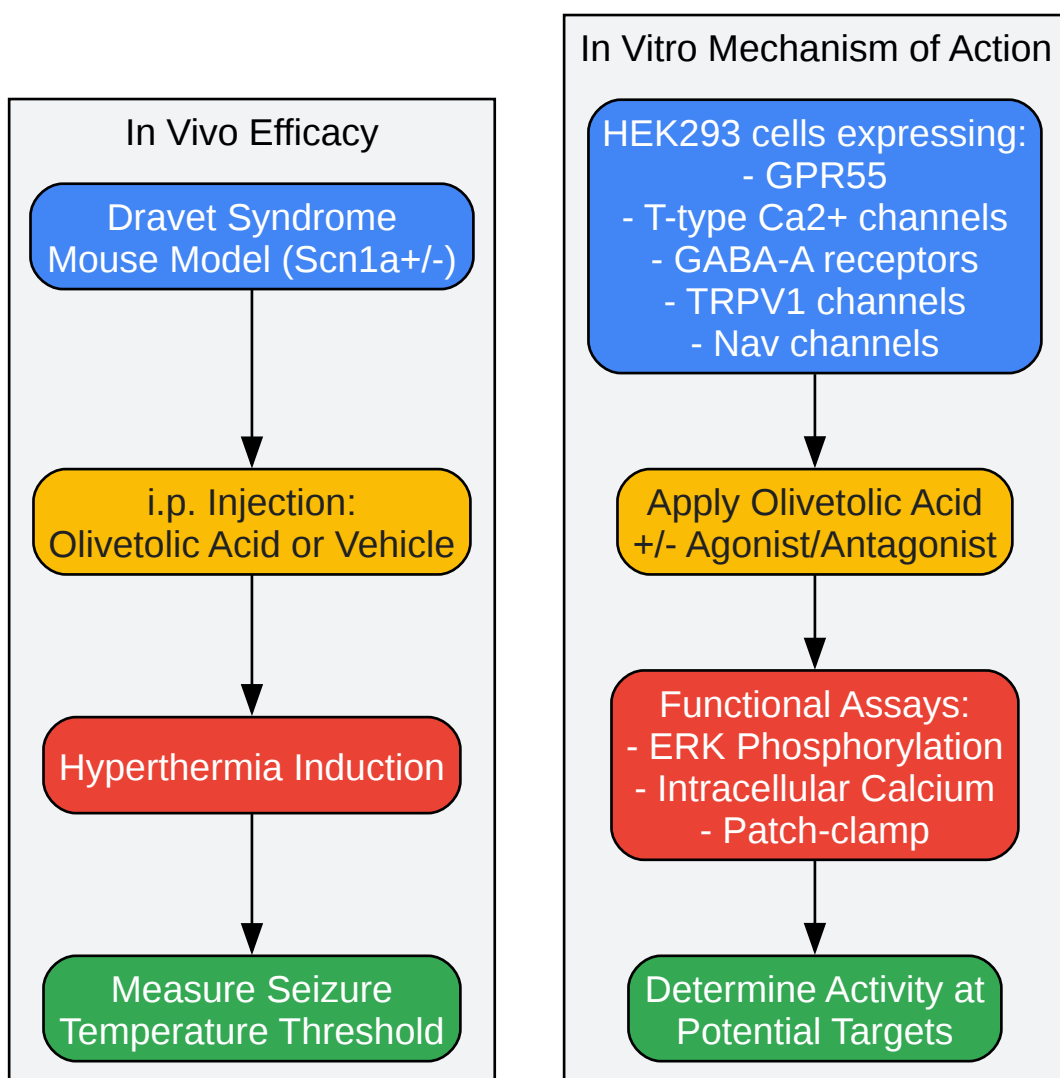 In Vivo Efficacy
Dravet Syndrome
Mouse Model (Scn1a+/-)
i.p. Injection:
Olivetolic Acid or Vehicle
Hyperthermia Induction
Measure Seizure
Temperature Threshold
In Vitro Mechanism of Action
HEK293 cells expressing:
- GPR55
- T-type Ca2+ channels
- GABA-A receptors
- TRPV1 channels
- Nav channels
Apply Olivetolic Acid
+/- Agonist/Antagonist
Functional Assays:
- ERK Phosphorylation
- Intracellular Calcium
- Patch-clamp
Determine Activity at
Potential Targets